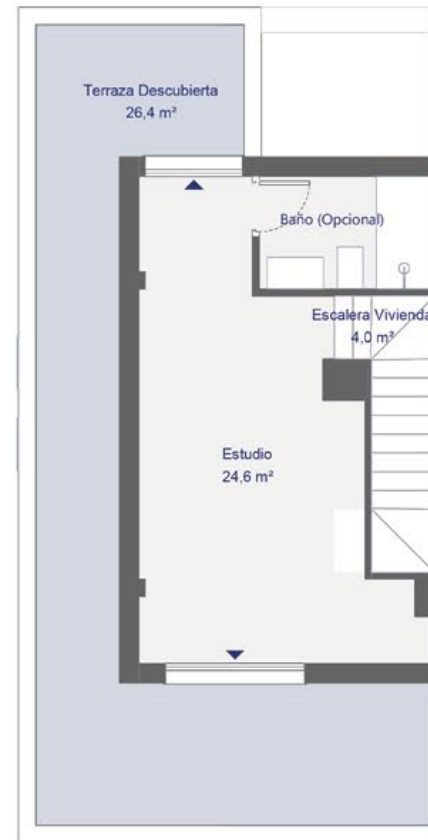 Terraza Descubierta
26,4 m²
Baño (Opcional)
Escalera Vivienda
4,0 m²
Estudio
24,6 m²